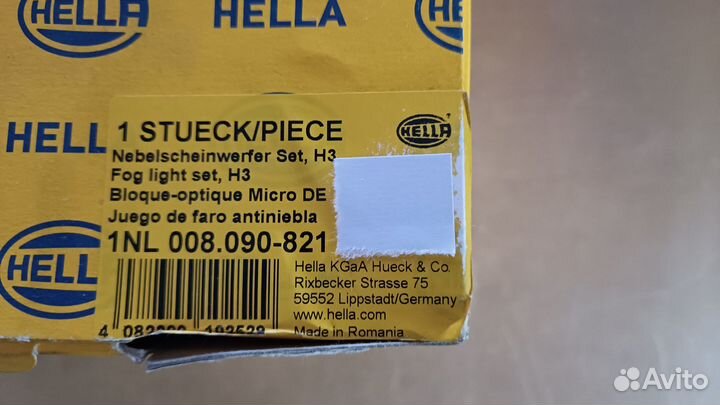 HELLA
HELLA
HELLA
HELLA
HELL
1 STUECK/PIECE
HELLA
Nebelscheinwerfer Set, H3
Fog light set, H3
Bloque-optique Micro DE
Juego de faro antiniebla
1NL 008.090-821
HELL
Hella KGaA Hueck & Co.
Rixbecker Strasse 75
59552 Lippstadt/Germany
www.hella.com
Made in Romania
Avito